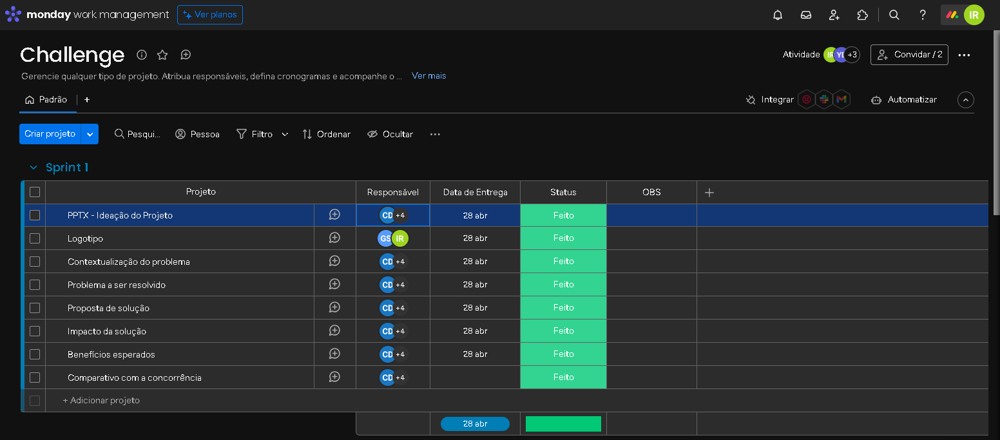 monday work management Ver planos IR
Challenge Atividade IR YD +3 Convidar / 2
Gerencie qualquer tipo de projeto. Atribua responsáveis, defina cronogramas e acompanhe o ... Ver mais
Padrão + Integrar Automatizar
Criar projeto Pesqui... Pessoa Filtro Ordenar Ocultar
Sprint 1
Projeto Responsável Data de Entrega Status OBS
PPTX - Ideação do Projeto CD +4 28 abr Feito
Logotipo GS IR 28 abr Feito
Contextualização do problema CD +4 28 abr Feito
Problema a ser resolvido CD +4 28 abr Feito
Proposta de solução CD +4 28 abr Feito
Impacto da solução CD +4 28 abr Feito
Benefícios esperados CD +4 28 abr Feito
Comparativo com a concorrência CD +4 Feito
+ Adicionar projeto
28 abr